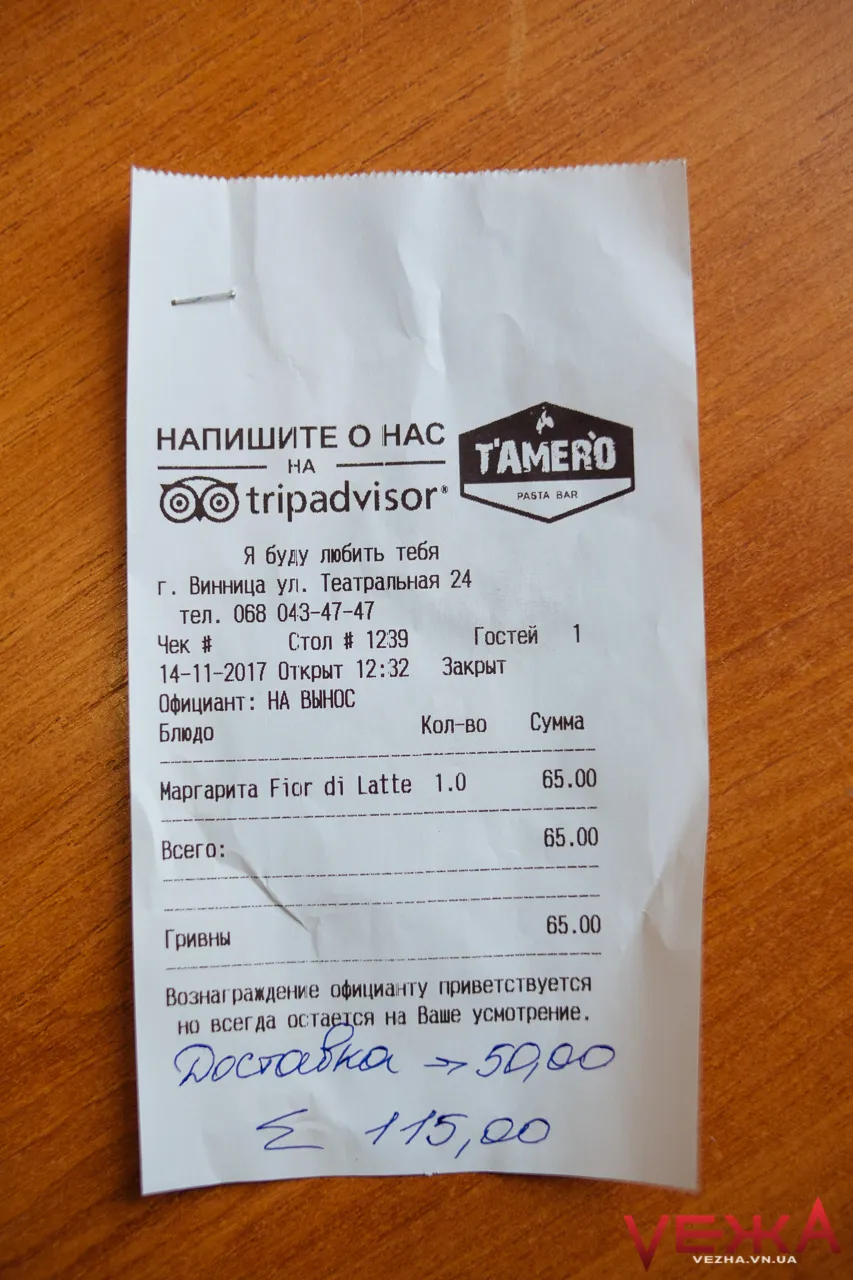 НАПИШИТЕ О НАС
НА
tripadvisor®
T'AMERO
PASTA BAR
Я буду любить тебя
г. Винница ул. Театральная 24
тел. 068 043-47-47
Чек # Стол # 1239 Гостей 1
14-11-2017 Открыт 12:32 Закрыт
Официант: НА ВЫНОС
Блюдо Кол-во Сумма
Маргарита Fior di Latte 1.0 65.00
Всего: 65.00
Гривны 65.00
Вознаграждение официанту приветствуется
но всегда остается на Ваше усмотрение.
Доставка → 50,00
Σ 115,00
VЕЖА
VEZHA.VN.UA